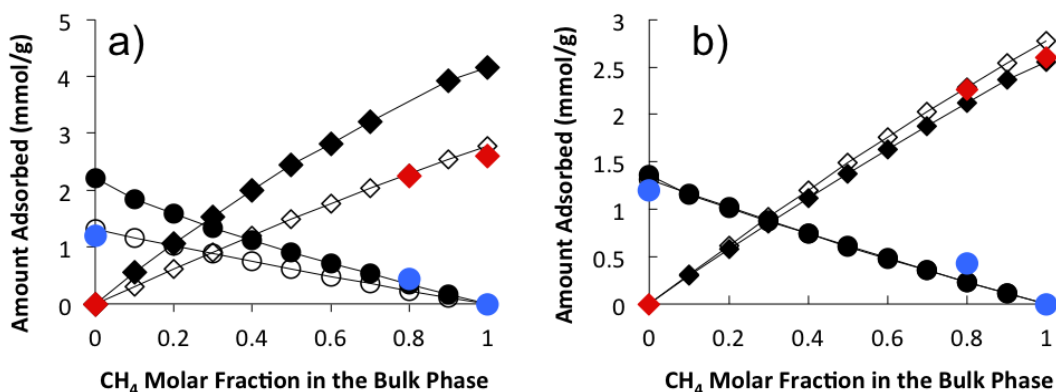 a)
Amount Adsorbed (mmol/g)
5
4
3
2
1
0
0 0.2 0.4 0.6 0.8 1
CH₄ Molar Fraction in the Bulk Phase
b)
Amount Adsorbed (mmol/g)
3
2.5
2
1.5
1
0.5
0
0 0.2 0.4 0.6 0.8 1
CH₄ Molar Fraction in the Bulk Phase